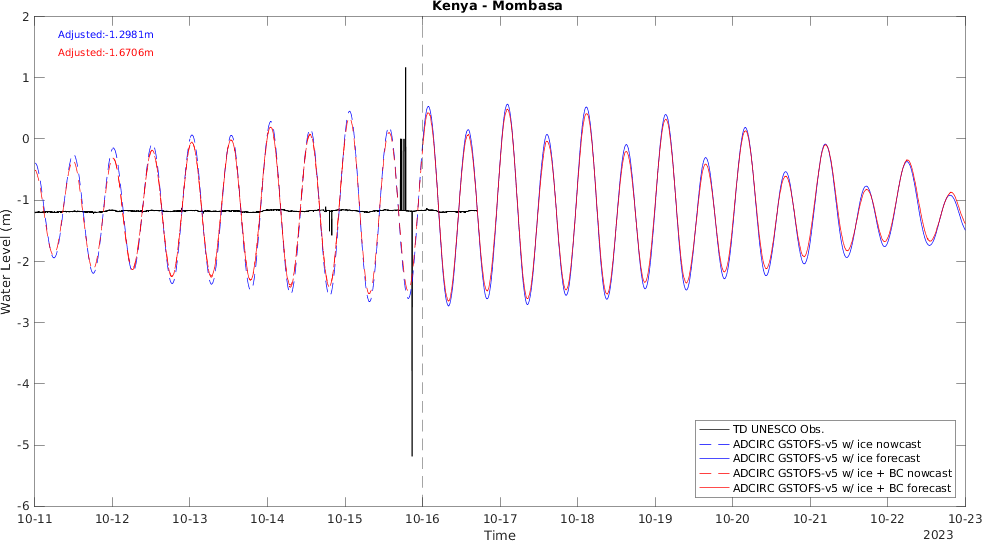 Kenya - Mombasa
Adjusted:-1.2981m
Adjusted:-1.6706m
Water Level (m)
2
1
0
-1
-2
-3
-4
-5
-6
TD UNESCO Obs.
ADCIRC GSTOFS-v5 w/ ice nowcast
ADCIRC GSTOFS-v5 w/ ice forecast
ADCIRC GSTOFS-v5 w/ ice + BC nowcast
ADCIRC GSTOFS-v5 w/ ice + BC forecast
10-11 10-12 10-13 10-14 10-15 10-16 10-17 10-18 10-19 10-20 10-21 10-22 10-23
Time
2023